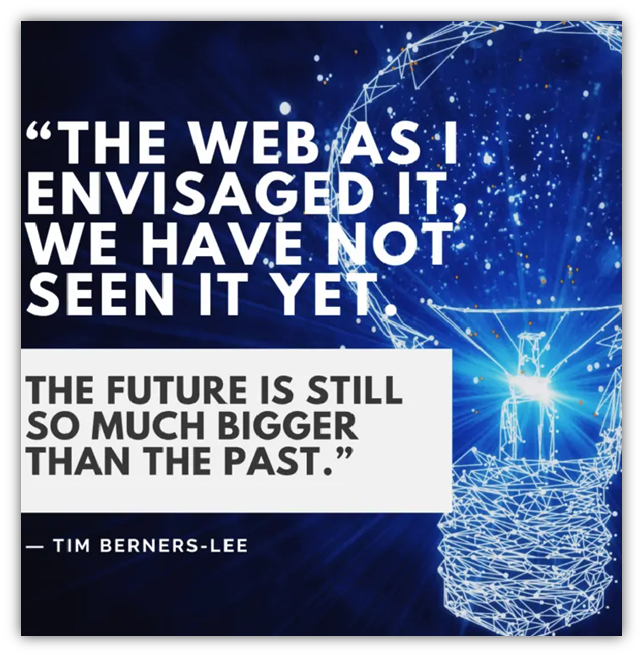 “THE WEB AS I
ENVISAGED IT,
WE HAVE NOT
SEEN IT YET.
THE FUTURE IS STILL
SO MUCH BIGGER
THAN THE PAST.”
— TIM BERNERS-LEE